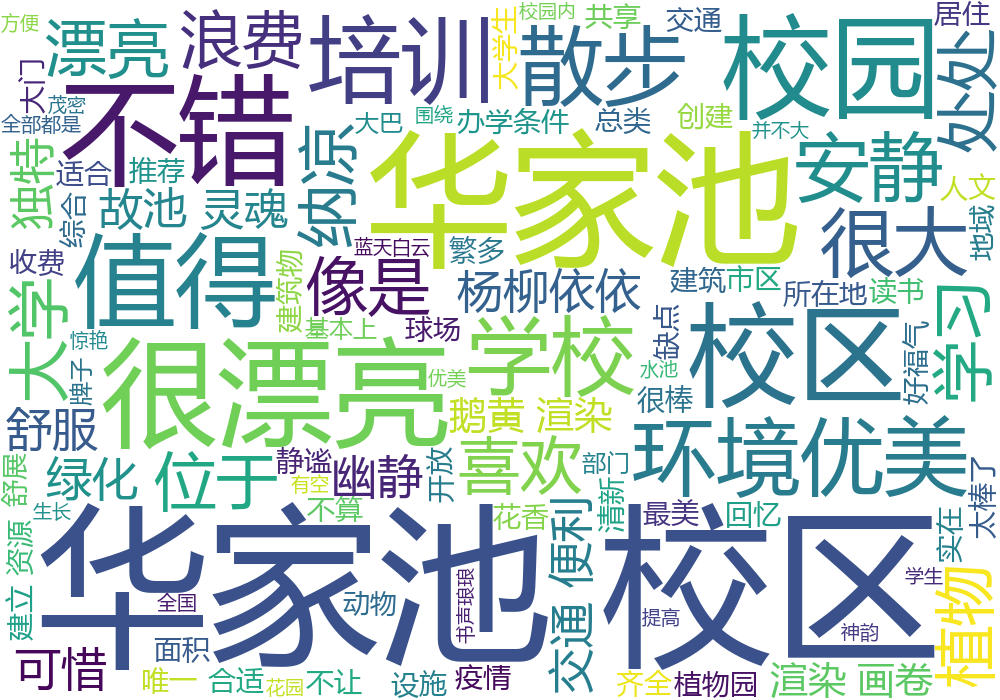 方便
漂亮
浪费
培训
大学生
校园内
共享
交通
居住
散步
校园
处处
大门
茂密
全部都是
不错
大巴
围绕
办学条件
总类
创建
并不大
独特
适合
推荐
纳凉
华家池
安静
人文
综合
故池
灵魂
蓝天白云
繁多
很大
地域
收费
值得
建筑物
像是
杨柳依依
建筑
市区
所在地
读书
大学
惊艳
基本上
球场
学校
缺点
校区
好福气
学习
牌子
很漂亮
优美
水池
很棒
舒服
鹅黄 渲染
环境优美
舒展
绿化
位于
静谧
有空
幽静
开放
喜欢
部门
清新
太棒了
生长
不算
花香
最美
回忆
实在
资源
华家池 校区
便利
建立
全国
动物
书声琅琅
交通
提高
神韵
学生
植物
可惜
面积
唯一
合适
花园
不让
设施
疫情
齐全
植物园
渲染 画卷